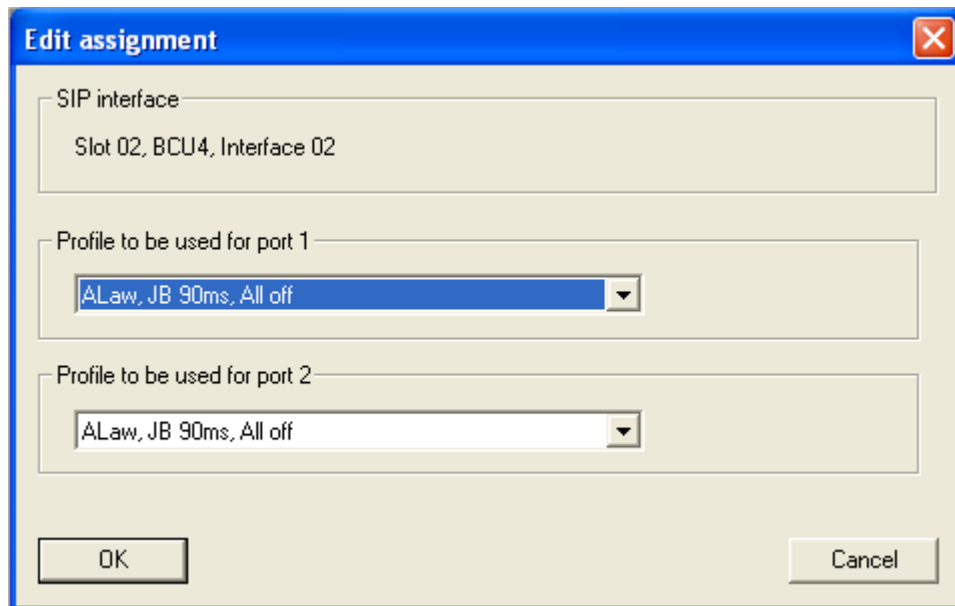 Edit assignment
SIP interface
Slot 02, BCU4, Interface 02
Profile to be used for port 1
ALaw, JB 90ms, All off
Profile to be used for port 2
ALaw, JB 90ms, All off
OK
Cancel